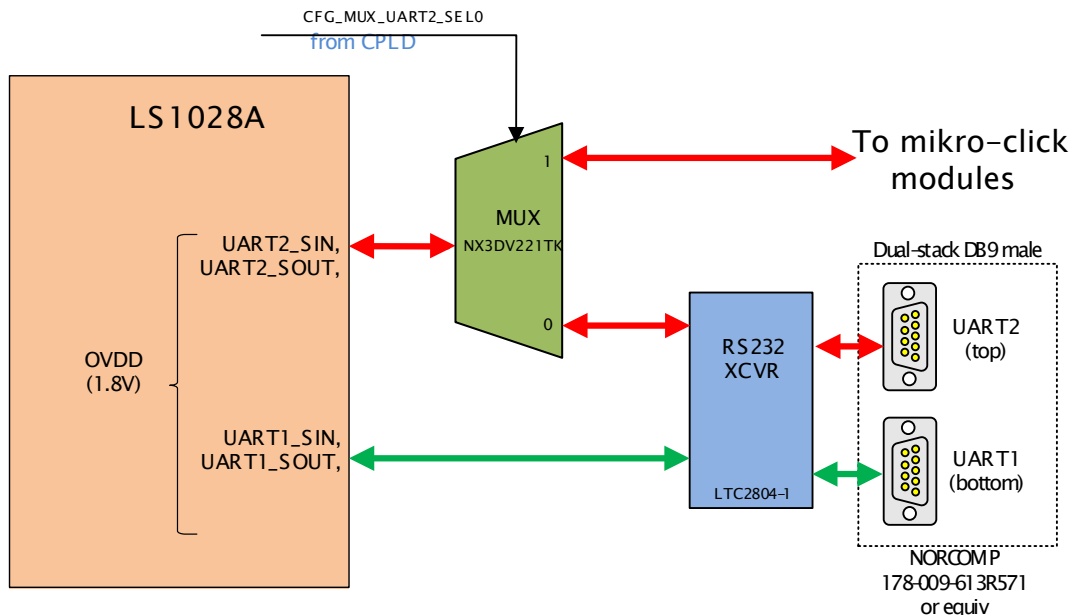 CFG_MUX_UART2_SEL0
from CPLD
LS1028A
1
To mikro-click
modules
MUX
NX3DV221TK
UART2_SIN,
UART2_SOUT,
Dual-stack DB9 male
0
RS232
XCVR
UART2
(top)
OVDD
(1.8V)
UART1_SIN,
UART1_SOUT,
UART1
(bottom)
LTC2804-1
NORCOMP
178-009-613R571
or equiv